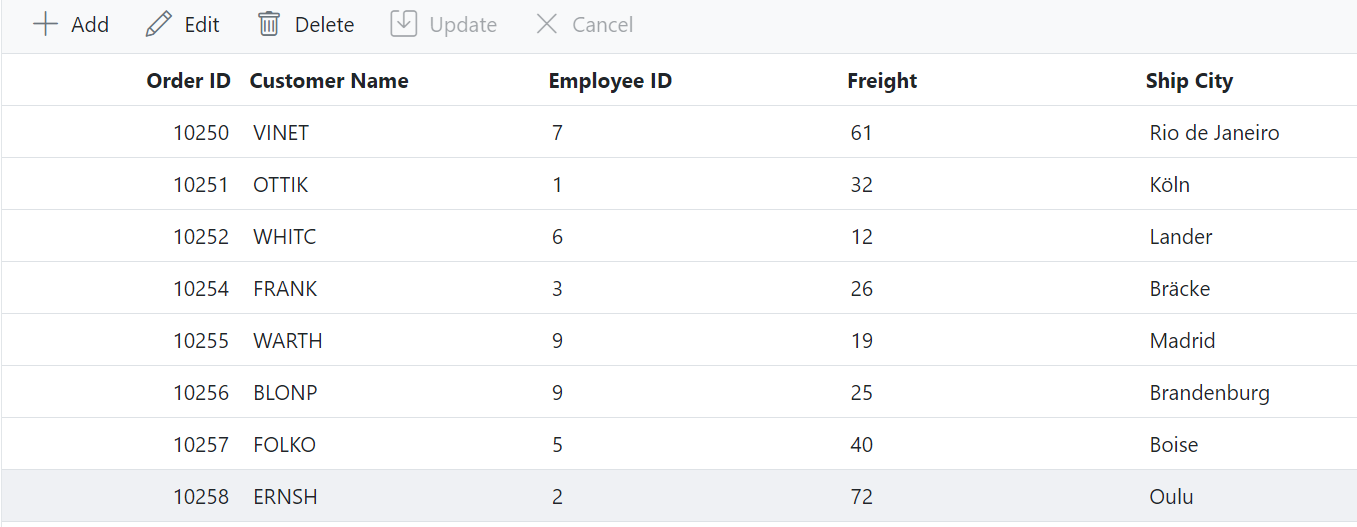 Add Edit Delete Update Cancel
Order ID Customer Name Employee ID Freight Ship City
10250 VINET 7 61 Rio de Janeiro
10251 OTTIK 1 32 Köln
10252 WHITC 6 12 Lander
10254 FRANK 3 26 Bräcke
10255 WARTH 9 19 Madrid
10256 BLONP 9 25 Brandenburg
10257 FOLKO 5 40 Boise
10258 ERNSH 2 72 Oulu